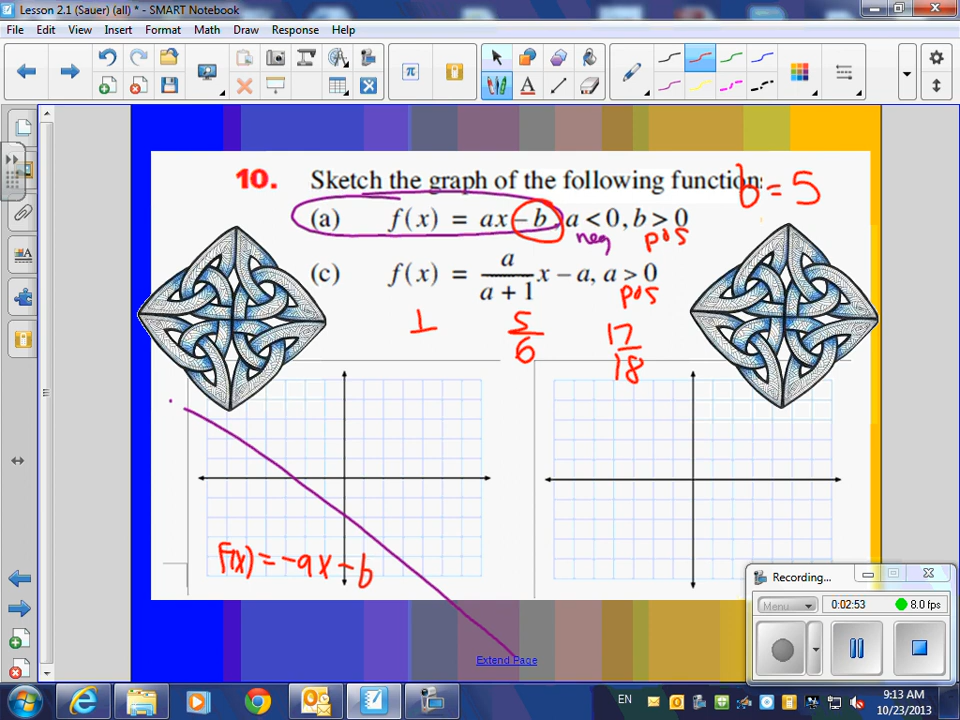 Lesson 2.1 (Sauer) (all) * - SMART Notebook
File Edit View Insert Format Math Draw Response Help
10. Sketch the graph of the following function:
b = 5
(a) f(x) = ax - b, a < 0, b > 0
neg pos
(c) f(x) = a/(a + 1) x - a, a > 0
pos
1 5/6 17/18
f(x) = -ax - b
Extend Page
Recording...
Menu 0:02:53 8.0 fps
EN
9:13 AM
10/23/2013